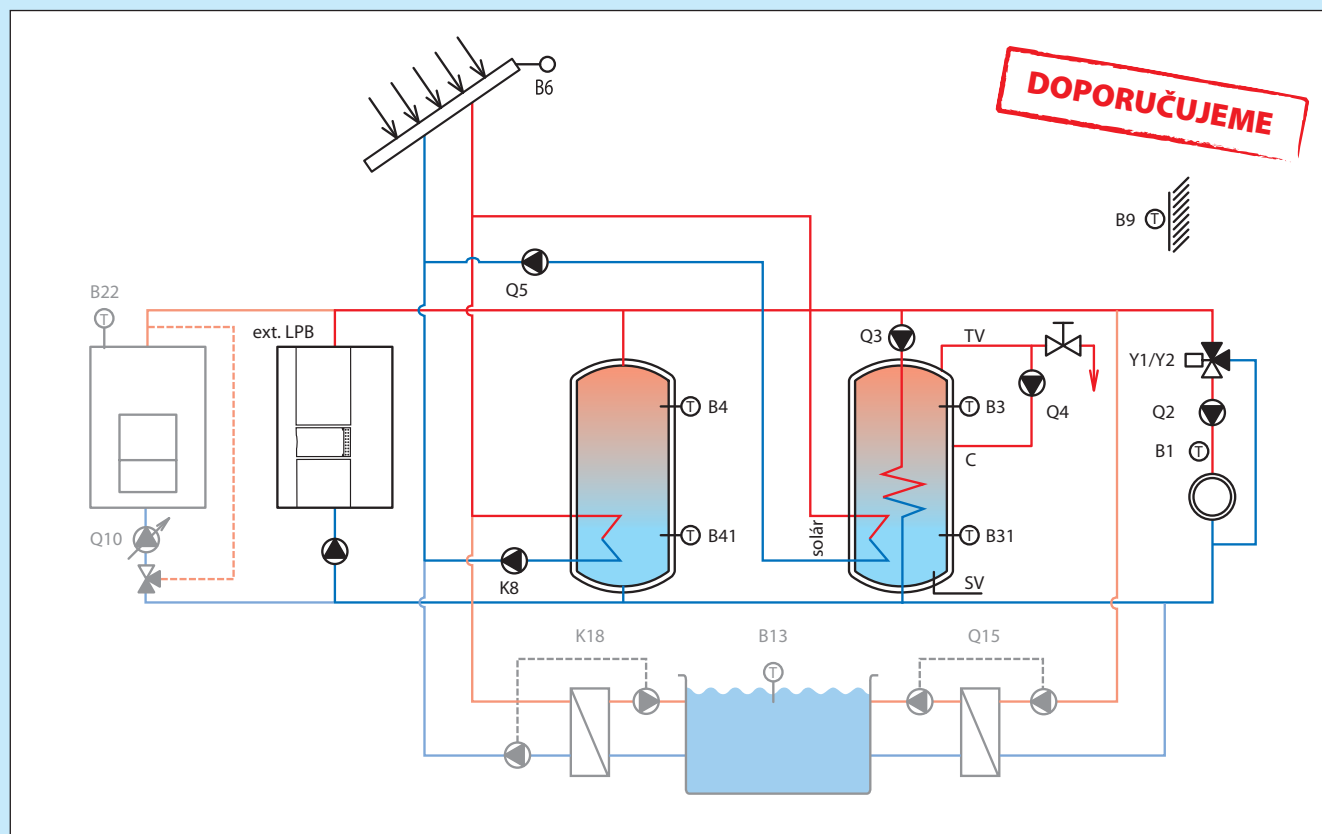 B6
DOPORUČUJEME
B9 T
Q5
B22
T
ext. LPB
Q3
TV
Y1/Y2
T B4
T B3
Q4
Q2
B1 T
C
Q10
T B41
solár
T B31
K8
SV
K18
B13
Q15
T